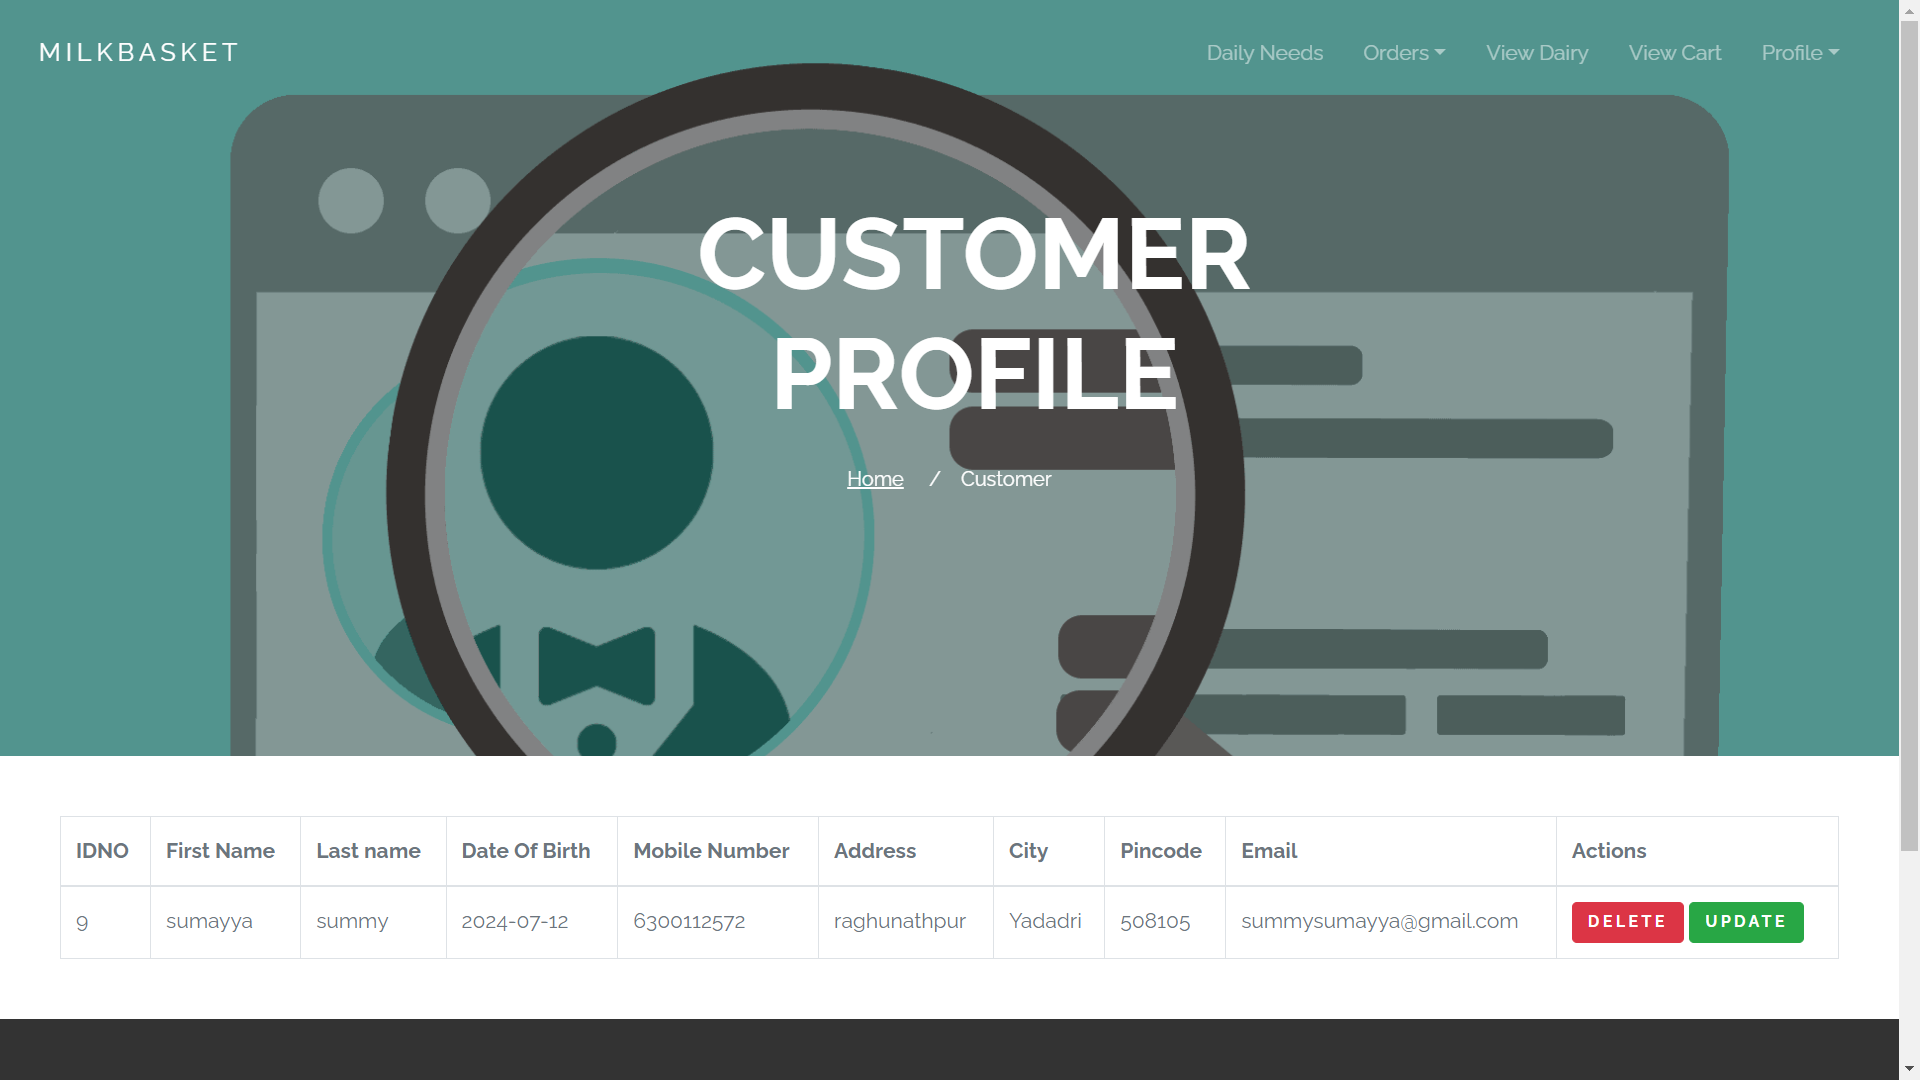 MILKBASKET
Daily Needs Orders View Dairy View Cart Profile
CUSTOMER
PROFILE
Home / Customer
IDNO First Name Last name Date Of Birth Mobile Number Address City Pincode Email Actions
9 sumayya summy 2024-07-12 6300112572 raghunathpur Yadadri 508105 summysumayya@gmail.com DELETE UPDATE